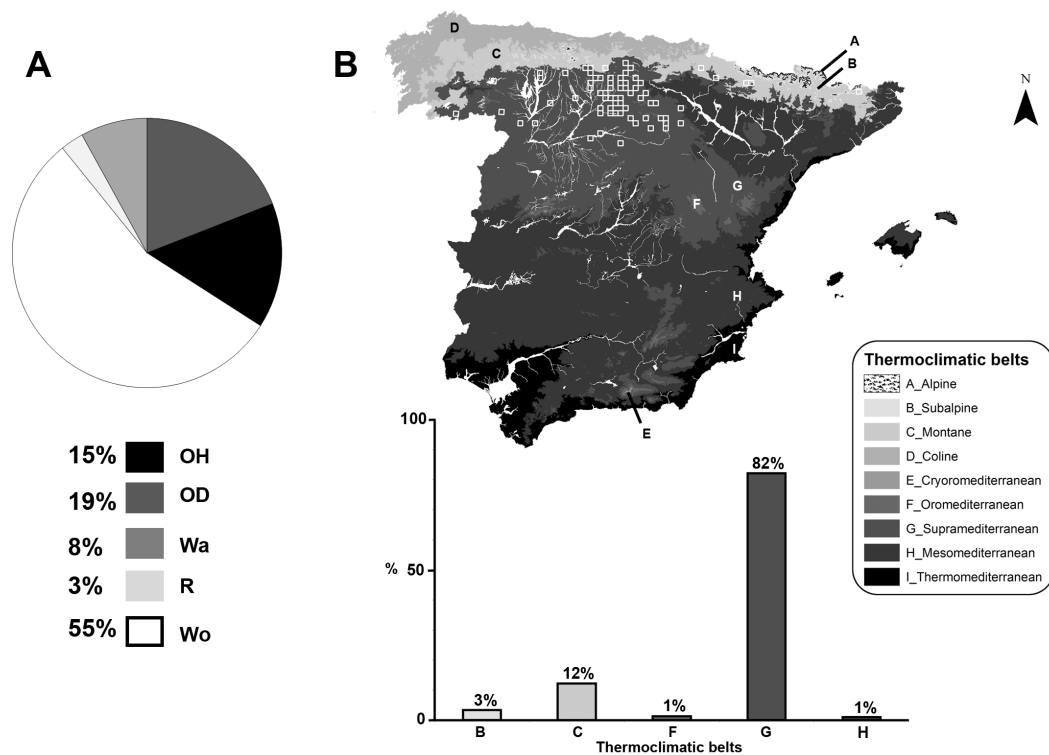 A
15% OH
19% OD
8% Wa
3% R
55% Wo
B
D
C
A
B
N
G
F
H
I
E
Thermoclimatic belts
A_Alpine
B_Subalpine
C_Montane
D_Coline
E_Cryoromediterranean
F_Oromediterranean
G_Supramediterranean
H_Mesomediterranean
I_Thermomediterranean
100
82%
% 50
12%
3%
1%
1%
0
B C F G H
Thermoclimatic belts